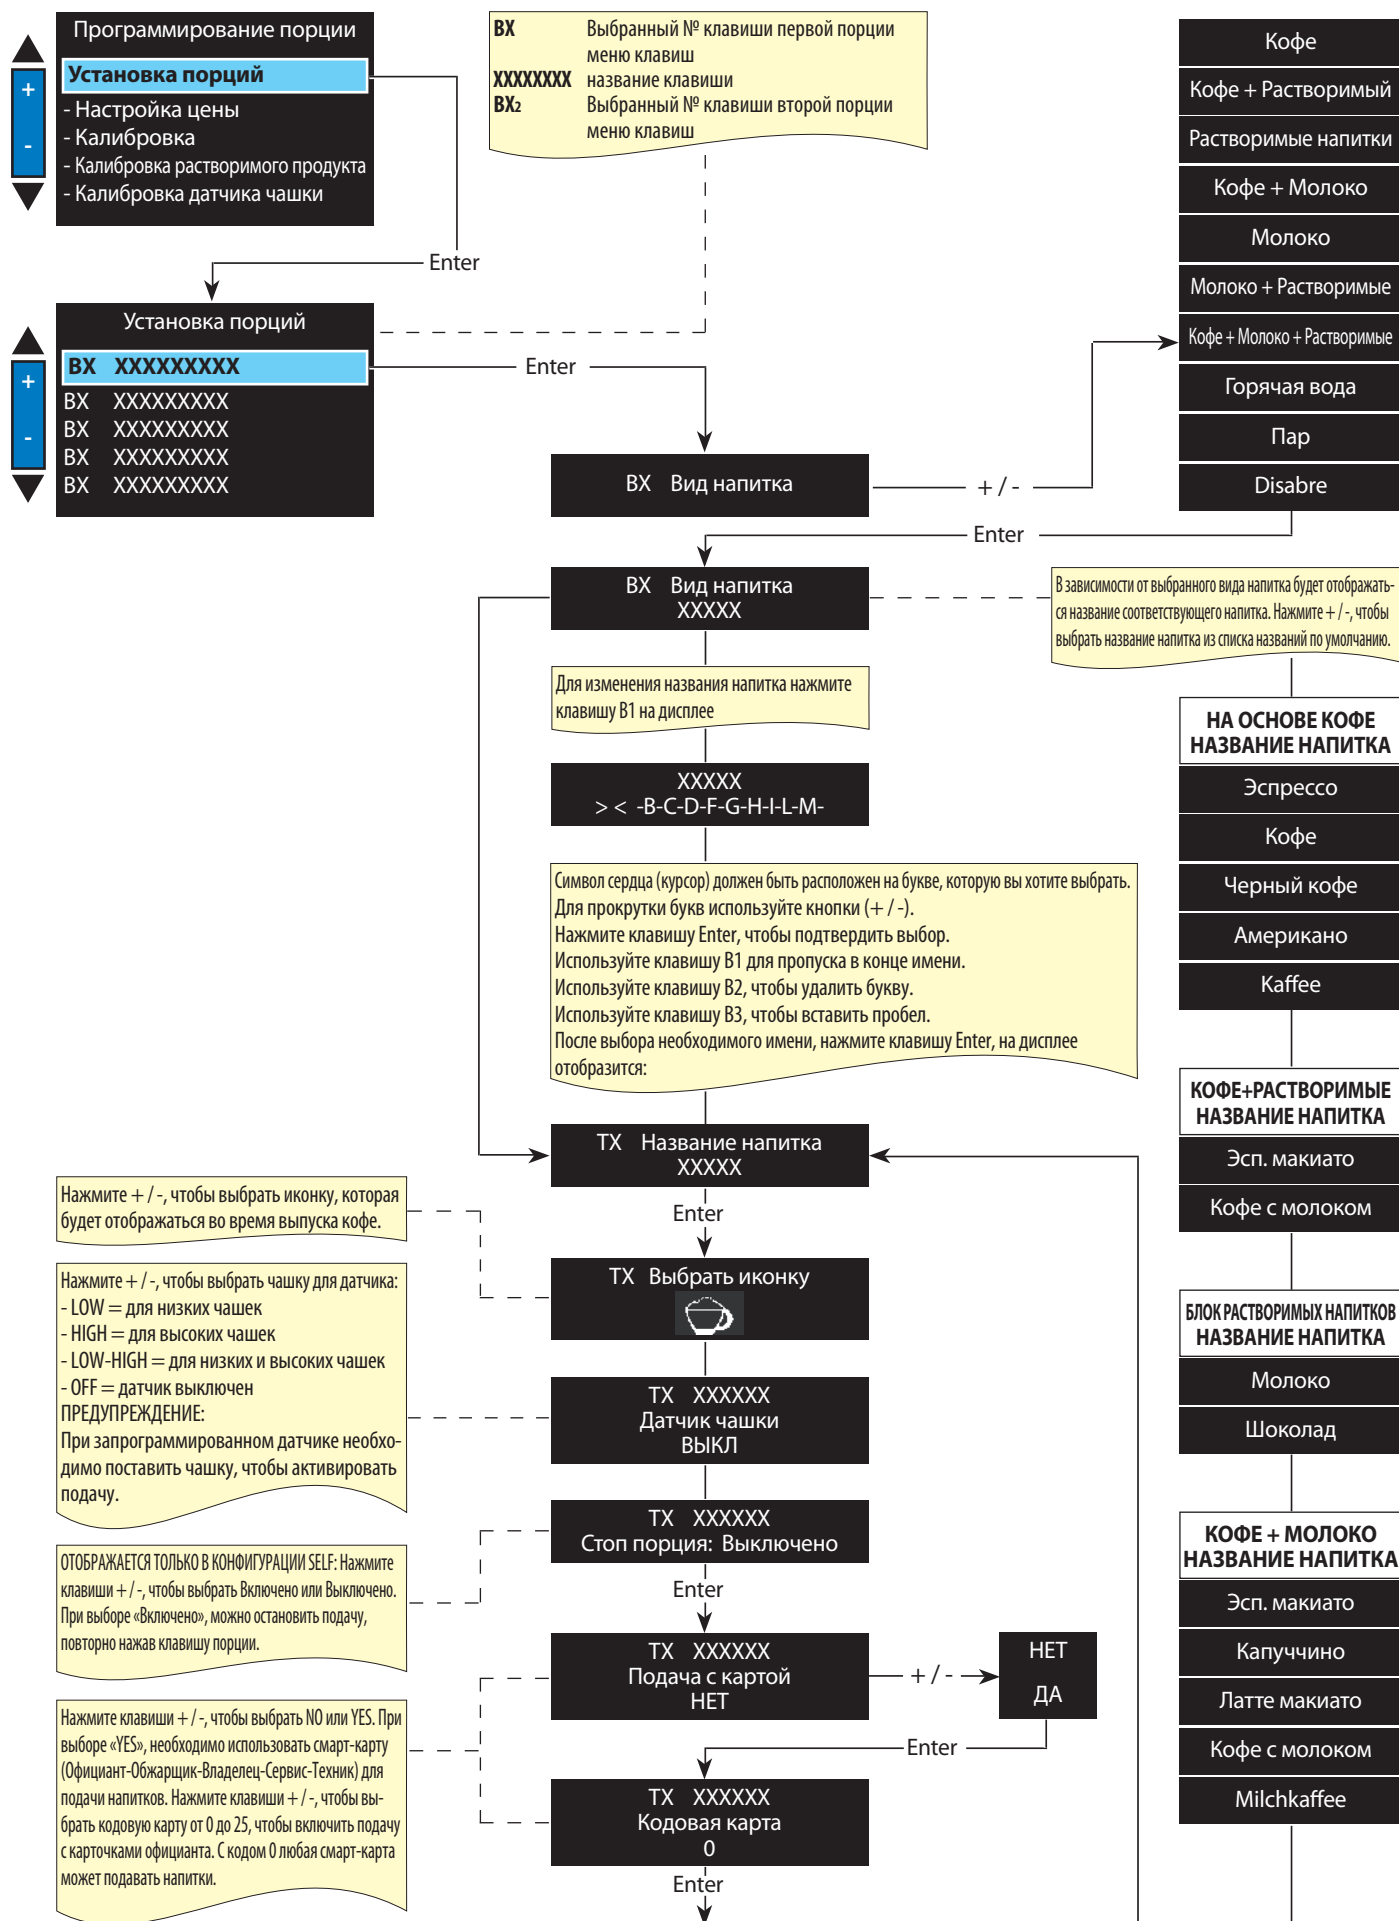 Программирование порции
Установка порций
- Настройка цены
- Калибровка
- Калибровка растворимого продукта
- Калибровка датчика чашки
+
-
BX Выбранный № клавиши первой порции
меню клавиш
XXXXXXXX название клавиши
BX2 Выбранный № клавиши второй порции
меню клавиш
Enter
Установка порций
BX XXXXXXXXX
BX XXXXXXXXX
BX XXXXXXXXX
BX XXXXXXXXX
BX XXXXXXXXX
+
-
Enter
BX Вид напитка
+ / -
Кофе
Кофе + Растворимый
Растворимые напитки
Кофе + Молоко
Молоко
Молоко + Растворимые
Кофе + Молоко + Растворимые
Горячая вода
Пар
Disabre
Enter
BX Вид напитка
XXXXX
В зависимости от выбранного вида напитка будет отображать-
ся название соответствующего напитка. Нажмите + / -, чтобы
выбрать название напитка из списка названий по умолчанию.
Для изменения названия напитка нажмите
клавишу B1 на дисплее
XXXXX
> < -B-C-D-F-G-H-I-L-M-
Символ сердца (курсор) должен быть расположен на букве, которую вы хотите выбрать.
Для прокрутки букв используйте кнопки (+ / -).
Нажмите клавишу Enter, чтобы подтвердить выбор.
Используйте клавишу B1 для пропуска в конце имени.
Используйте клавишу B2, чтобы удалить букву.
Используйте клавишу B3, чтобы вставить пробел.
После выбора необходимого имени, нажмите клавишу Enter, на дисплее
отобразится:
TX Название напитка
XXXXX
Enter
Нажмите + / -, чтобы выбрать иконку, которая
будет отображаться во время выпуска кофе.
TX Выбрать иконку
Нажмите + / -, чтобы выбрать чашку для датчика:
- LOW = для низких чашек
- HIGH = для высоких чашек
- LOW-HIGH = для низких и высоких чашек
- OFF = датчик выключен
ПРЕДУПРЕЖДЕНИЕ:
При запрограммированном датчике необхо-
димо поставить чашку, чтобы активировать
подачу.
TX XXXXXX
Датчик чашки
ВЫКЛ
TX XXXXXX
Стоп порция: Выключено
ОТОБРАЖАЕТСЯ ТОЛЬКО В КОНФИГУРАЦИИ SELF: Нажмите
клавиши + / -, чтобы выбрать Включено или Выключено.
При выборе «Включено», можно остановить подачу,
повторно нажав клавишу порции.
Enter
TX XXXXXX
Подача с картой
НЕТ
+ / -
НЕТ
ДА
Enter
Нажмите клавиши + / -, чтобы выбрать NO или YES. При
выборе «YES», необходимо использовать смарт-карту
(Официант-Обжарщик-Владелец-Сервис-Техник) для
подачи напитков. Нажмите клавиши + / -, чтобы вы-
брать кодовую карту от 0 до 25, чтобы включить подачу
с карточками официанта. С кодом 0 любая смарт-карта
может подавать напитки.
TX XXXXXX
Кодовая карта
0
Enter
НА ОСНОВЕ КОФЕ
НАЗВАНИЕ НАПИТКА
Эспрессо
Кофе
Черный кофе
Американо
Kaffee
КОФЕ+РАСТВОРИМЫЕ
НАЗВАНИЕ НАПИТКА
Эсп. макиато
Кофе с молоком
БЛОК РАСТВОРИМЫХ НАПИТКОВ
НАЗВАНИЕ НАПИТКА
Молоко
Шоколад
КОФЕ + МОЛОКО
НАЗВАНИЕ НАПИТКА
Эсп. макиато
Капуччино
Латте макиато
Кофе с молоком
Milchkaffee